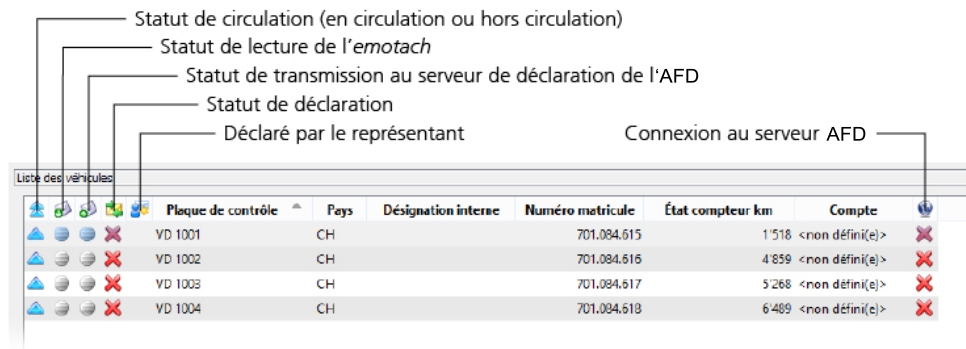 Statut de circulation (en circulation ou hors circulation)
Statut de lecture de l'emotach
Statut de transmission au serveur de déclaration de l'AFD
Statut de déclaration
Déclaré par le représentant Connexion au serveur AFD
Liste des véhicules
Plaque de contrôle Pays Désignation interne Numéro matricule État compteur km Compte
VD 1001 CH 701.084.615 1'518 <non défini(e)>
VD 1002 CH 701.084.616 4'859 <non défini(e)>
VD 1003 CH 701.084.617 5'268 <non défini(e)>
VD 1004 CH 701.084.618 6'489 <non défini(e)>